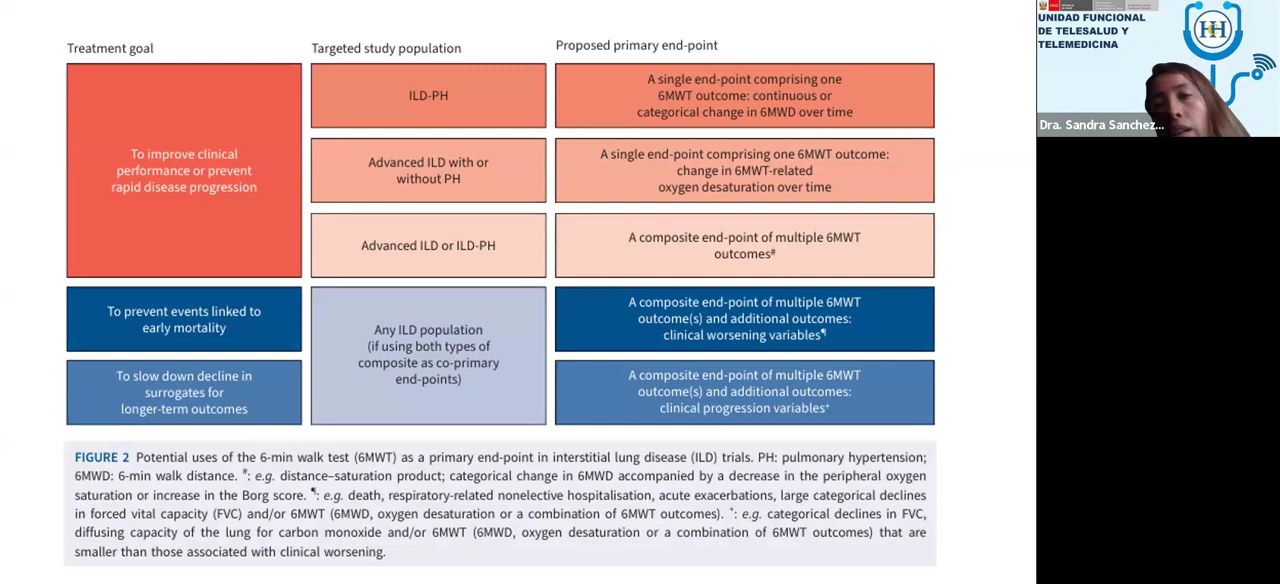 Treatment goal
Targeted study population
Proposed primary end-point
To improve clinical
performance or prevent
rapid disease progression
ILD-PH
A single end-point comprising one
6MWT outcome: continuous or
categorical change in 6MWD over time
Advanced ILD with or
without PH
A single end-point comprising one 6MWT outcome:
change in 6MWT-related
oxygen desaturation over time
Advanced ILD or ILD-PH
A composite end-point of multiple 6MWT
outcomes#
To prevent events linked to
early mortality
Any ILD population
(if using both types of
composite as co-primary
end-points)
A composite end-point of multiple 6MWT
outcome(s) and additional outcomes:
clinical worsening variables¶
To slow down decline in
surrogates for
longer-term outcomes
A composite end-point of multiple 6MWT
outcome(s) and additional outcomes:
clinical progression variables+
FIGURE 2 Potential uses of the 6-min walk test (6MWT) as a primary end-point in interstitial lung disease (ILD) trials. PH: pulmonary hypertension;
6MWD: 6-min walk distance. #: e.g. distance–saturation product; categorical change in 6MWD accompanied by a decrease in the peripheral oxygen
saturation or increase in the Borg score. ¶: e.g. death, respiratory-related nonelective hospitalisation, acute exacerbations, large categorical declines
in forced vital capacity (FVC) and/or 6MWT (6MWD, oxygen desaturation or a combination of 6MWT outcomes). +: e.g. categorical declines in FVC,
diffusing capacity of the lung for carbon monoxide and/or 6MWT (6MWD, oxygen desaturation or a combination of 6MWT outcomes) that are
smaller than those associated with clinical worsening.
UNIDAD FUNCIONAL
DE TELESALUD Y
TELEMEDICINA
HH
Dra. Sandra Sanchez...